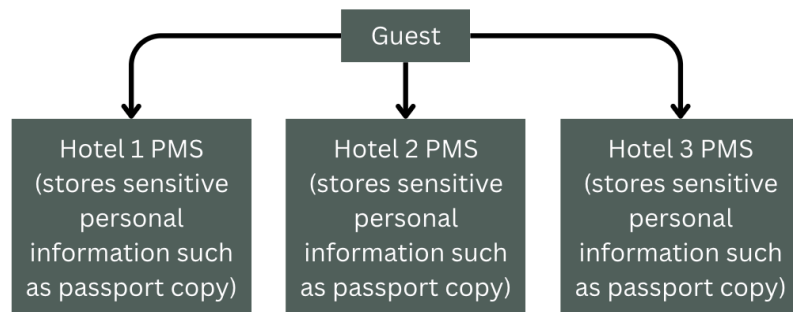 Guest
Hotel 1 PMS
(stores sensitive
personal
information such
as passport copy)
Hotel 2 PMS
(stores sensitive
personal
information such
as passport copy)
Hotel 3 PMS
(stores sensitive
personal
information such
as passport copy)